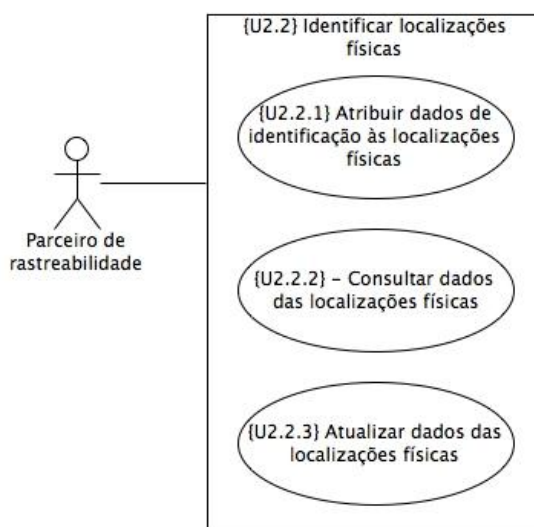 {U2.2} Identificar localizações
físicas
{U2.2.1} Atribuir dados de
identificação às localizações
físicas
Parceiro de
rastreabilidade
{U2.2.2} - Consultar dados
das localizações físicas
{U2.2.3} Atualizar dados das
localizações físicas